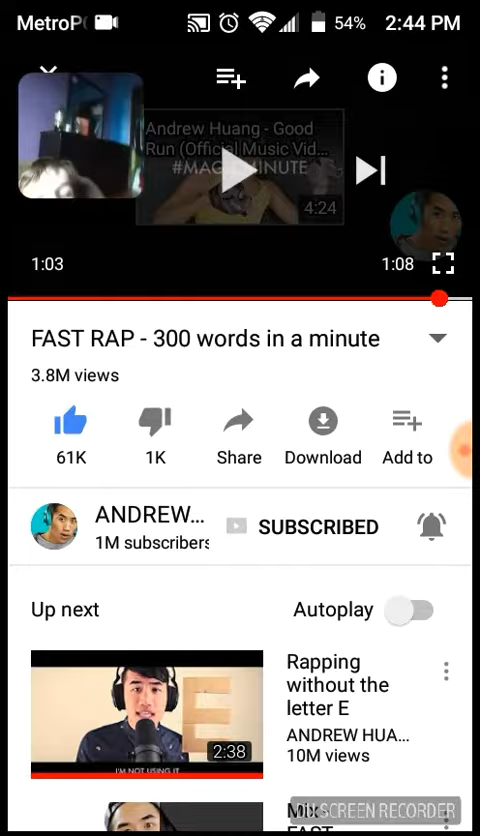 MetroP 54% 2:44 PM
Andrew Huang - Good
Run (Official Music Vid...
4:24
1:03 1:08
FAST RAP - 300 words in a minute
3.8M views
61K 1K Share Download Add to
ANDREW... SUBSCRIBED
1M subscribers
Up next Autoplay
Rapping
without the
letter E
ANDREW HUA...
10M views
E
2:38
I'M NOT USING IT
Mix -
FAST
SCREEN RECORDER